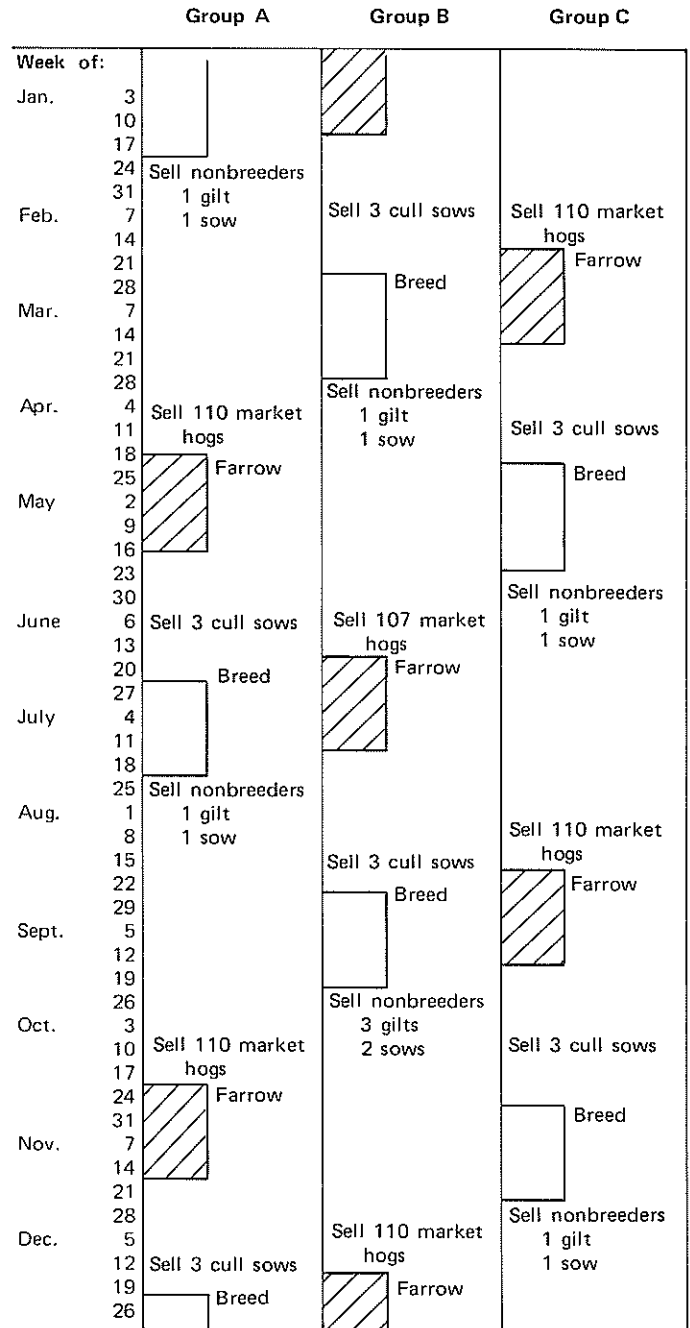 Group A Group B Group C
Week of:
Jan. 3
10
17
24 Sell nonbreeders
31 1 gilt
Feb. 7 1 sow Sell 3 cull sows Sell 110 market
14 hogs
21 Farrow
28 Breed
Mar. 7
14
21
28 Sell nonbreeders
Apr. 4 Sell 110 market 1 gilt
11 hogs 1 sow Sell 3 cull sows
18 Farrow
25 Breed
May 2
9
16
23
30 Sell nonbreeders
June 6 Sell 3 cull sows Sell 107 market 1 gilt
13 hogs 1 sow
20 Breed Farrow
27
July 4
11
18
25 Sell nonbreeders
Aug. 1 1 gilt
8 1 sow Sell 110 market
15 Sell 3 cull sows hogs
22 Breed Farrow
29
Sept. 5
12
19
26 Sell nonbreeders
Oct. 3 3 gilts
10 Sell 110 market 2 sows Sell 3 cull sows
17 hogs
24 Farrow
31 Breed
Nov. 7
14
21
28 Sell nonbreeders
Dec. 5 Sell 110 market 1 gilt
12 Sell 3 cull sows hogs 1 sow
19 Breed Farrow
26